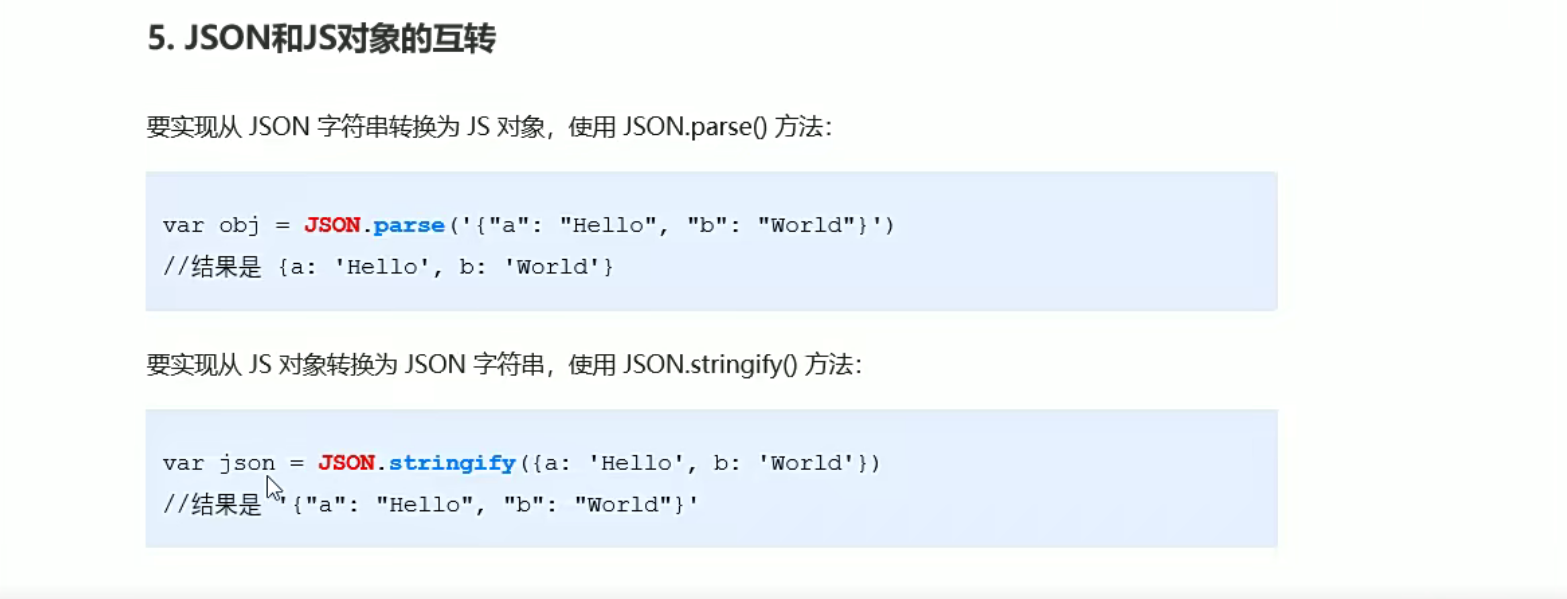 5. JSON和JS对象的互转
要实现从 JSON 字符串转换为 JS 对象，使用 JSON.parse() 方法：
var obj = JSON.parse('{"a": "Hello", "b": "World"}')
//结果是 {a: 'Hello', b: 'World'}
要实现从 JS 对象转换为 JSON 字符串，使用 JSON.stringify() 方法：
var json = JSON.stringify({a: 'Hello', b: 'World'})
//结果是 '{"a": "Hello", "b": "World"}'